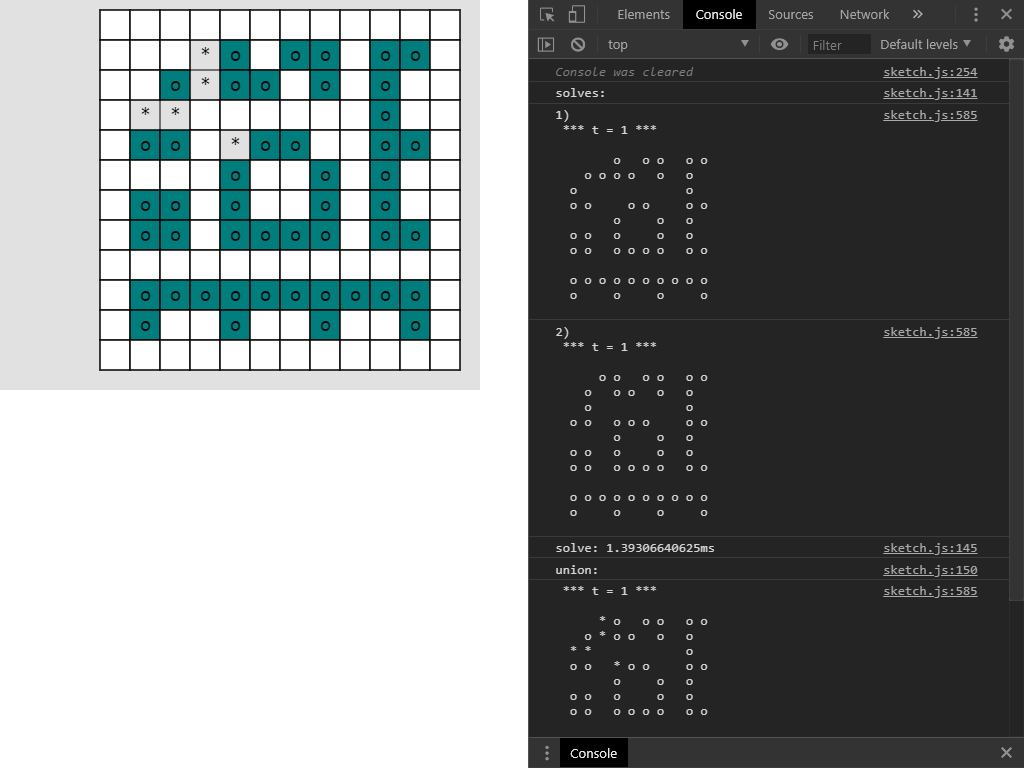 * o o o o o
o * o o o o
* * o
o o * o o o o
o o o
o o o o o
o o o o o o o o
o o o o o o o o o o
o o o o
Elements Console Sources Network »
top Filter Default levels
Console was cleared sketch.js:254
solves: sketch.js:141
1) sketch.js:585
*** t = 1 ***
o o o o o
o o o o o o
o o
o o o o o o
o o o
o o o o o
o o o o o o o o
o o o o o o o o o o
o o o o
2) sketch.js:585
*** t = 1 ***
o o o o o o
o o o o o
o o
o o o o o o o
o o o
o o o o o
o o o o o o o o
o o o o o o o o o o
o o o o
solve: 1.39306640625ms sketch.js:145
union: sketch.js:150
*** t = 1 *** sketch.js:585
* o o o o o
o * o o o o
* * o
o o * o o o o
o o o
o o o o o
o o o o o o o o
Console